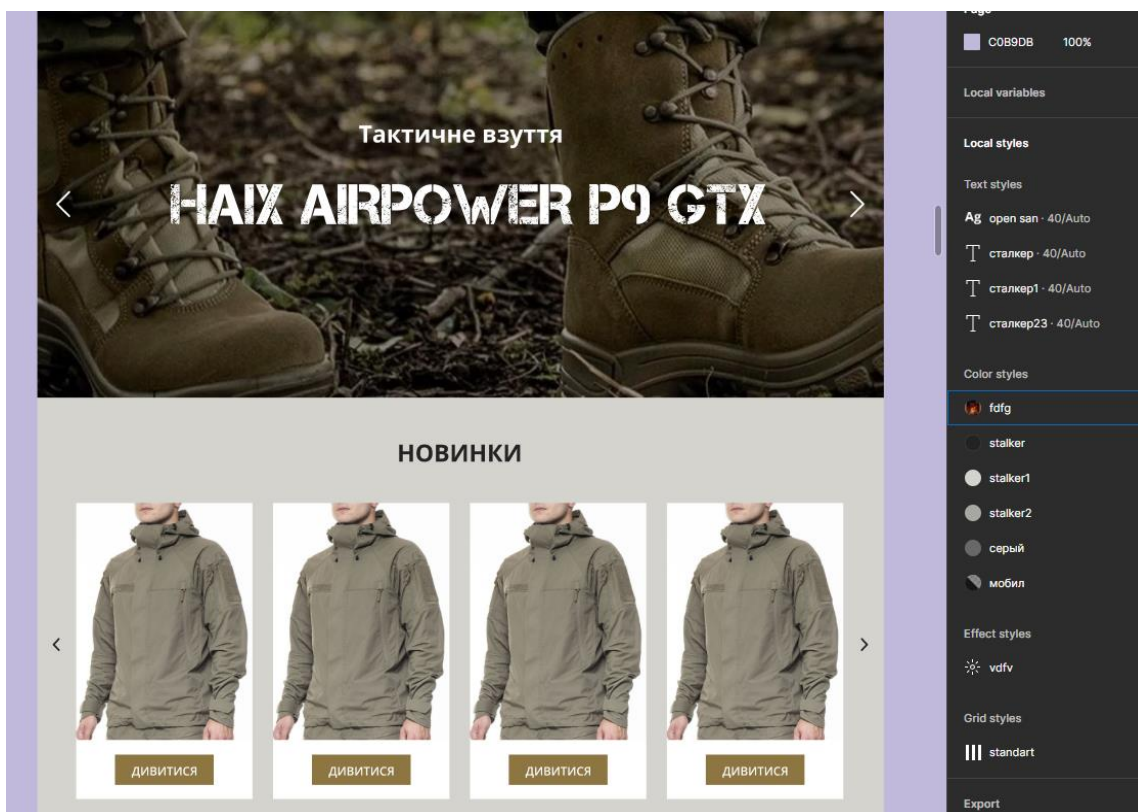 Page
C0B9DB 100%
Local variables
Local styles
Text styles
Ag open san · 40/Auto
сталкер · 40/Auto
сталкер1 · 40/Auto
сталкер23 · 40/Auto
Color styles
fdfg
stalker
stalker1
stalker2
серый
мобил
Effect styles
vdfv
Grid styles
standart
Export
Тактичне взуття
HAIX AIRPOWER P9 GTX
НОВИНКИ
ДИВИТИСЯ
ДИВИТИСЯ
ДИВИТИСЯ
ДИВИТИСЯ